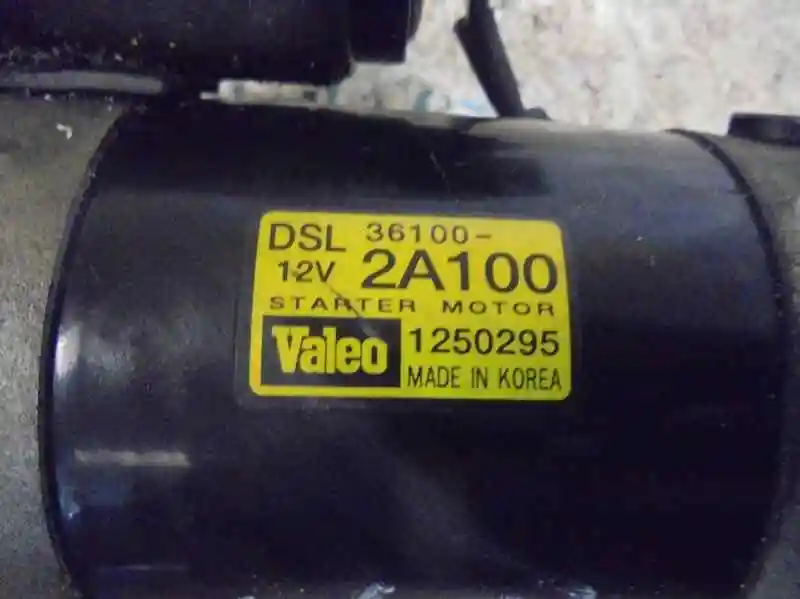 DSL 36100-
12V 2A100
STARTER MOTOR
Valeo 1250295
MADE IN KOREA